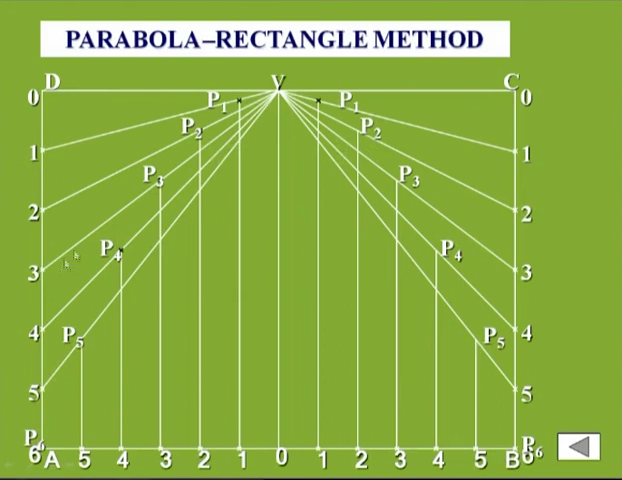 PARABOLA–RECTANGLE METHOD
D V C
0 P1 P1 0
P2 P2
1 1
P3 P3
2 2
P4 P4
3 3
4 P5 P5 4
5 5
P6 P6
6 A 5 4 3 2 1 0 1 2 3 4 5 B 6